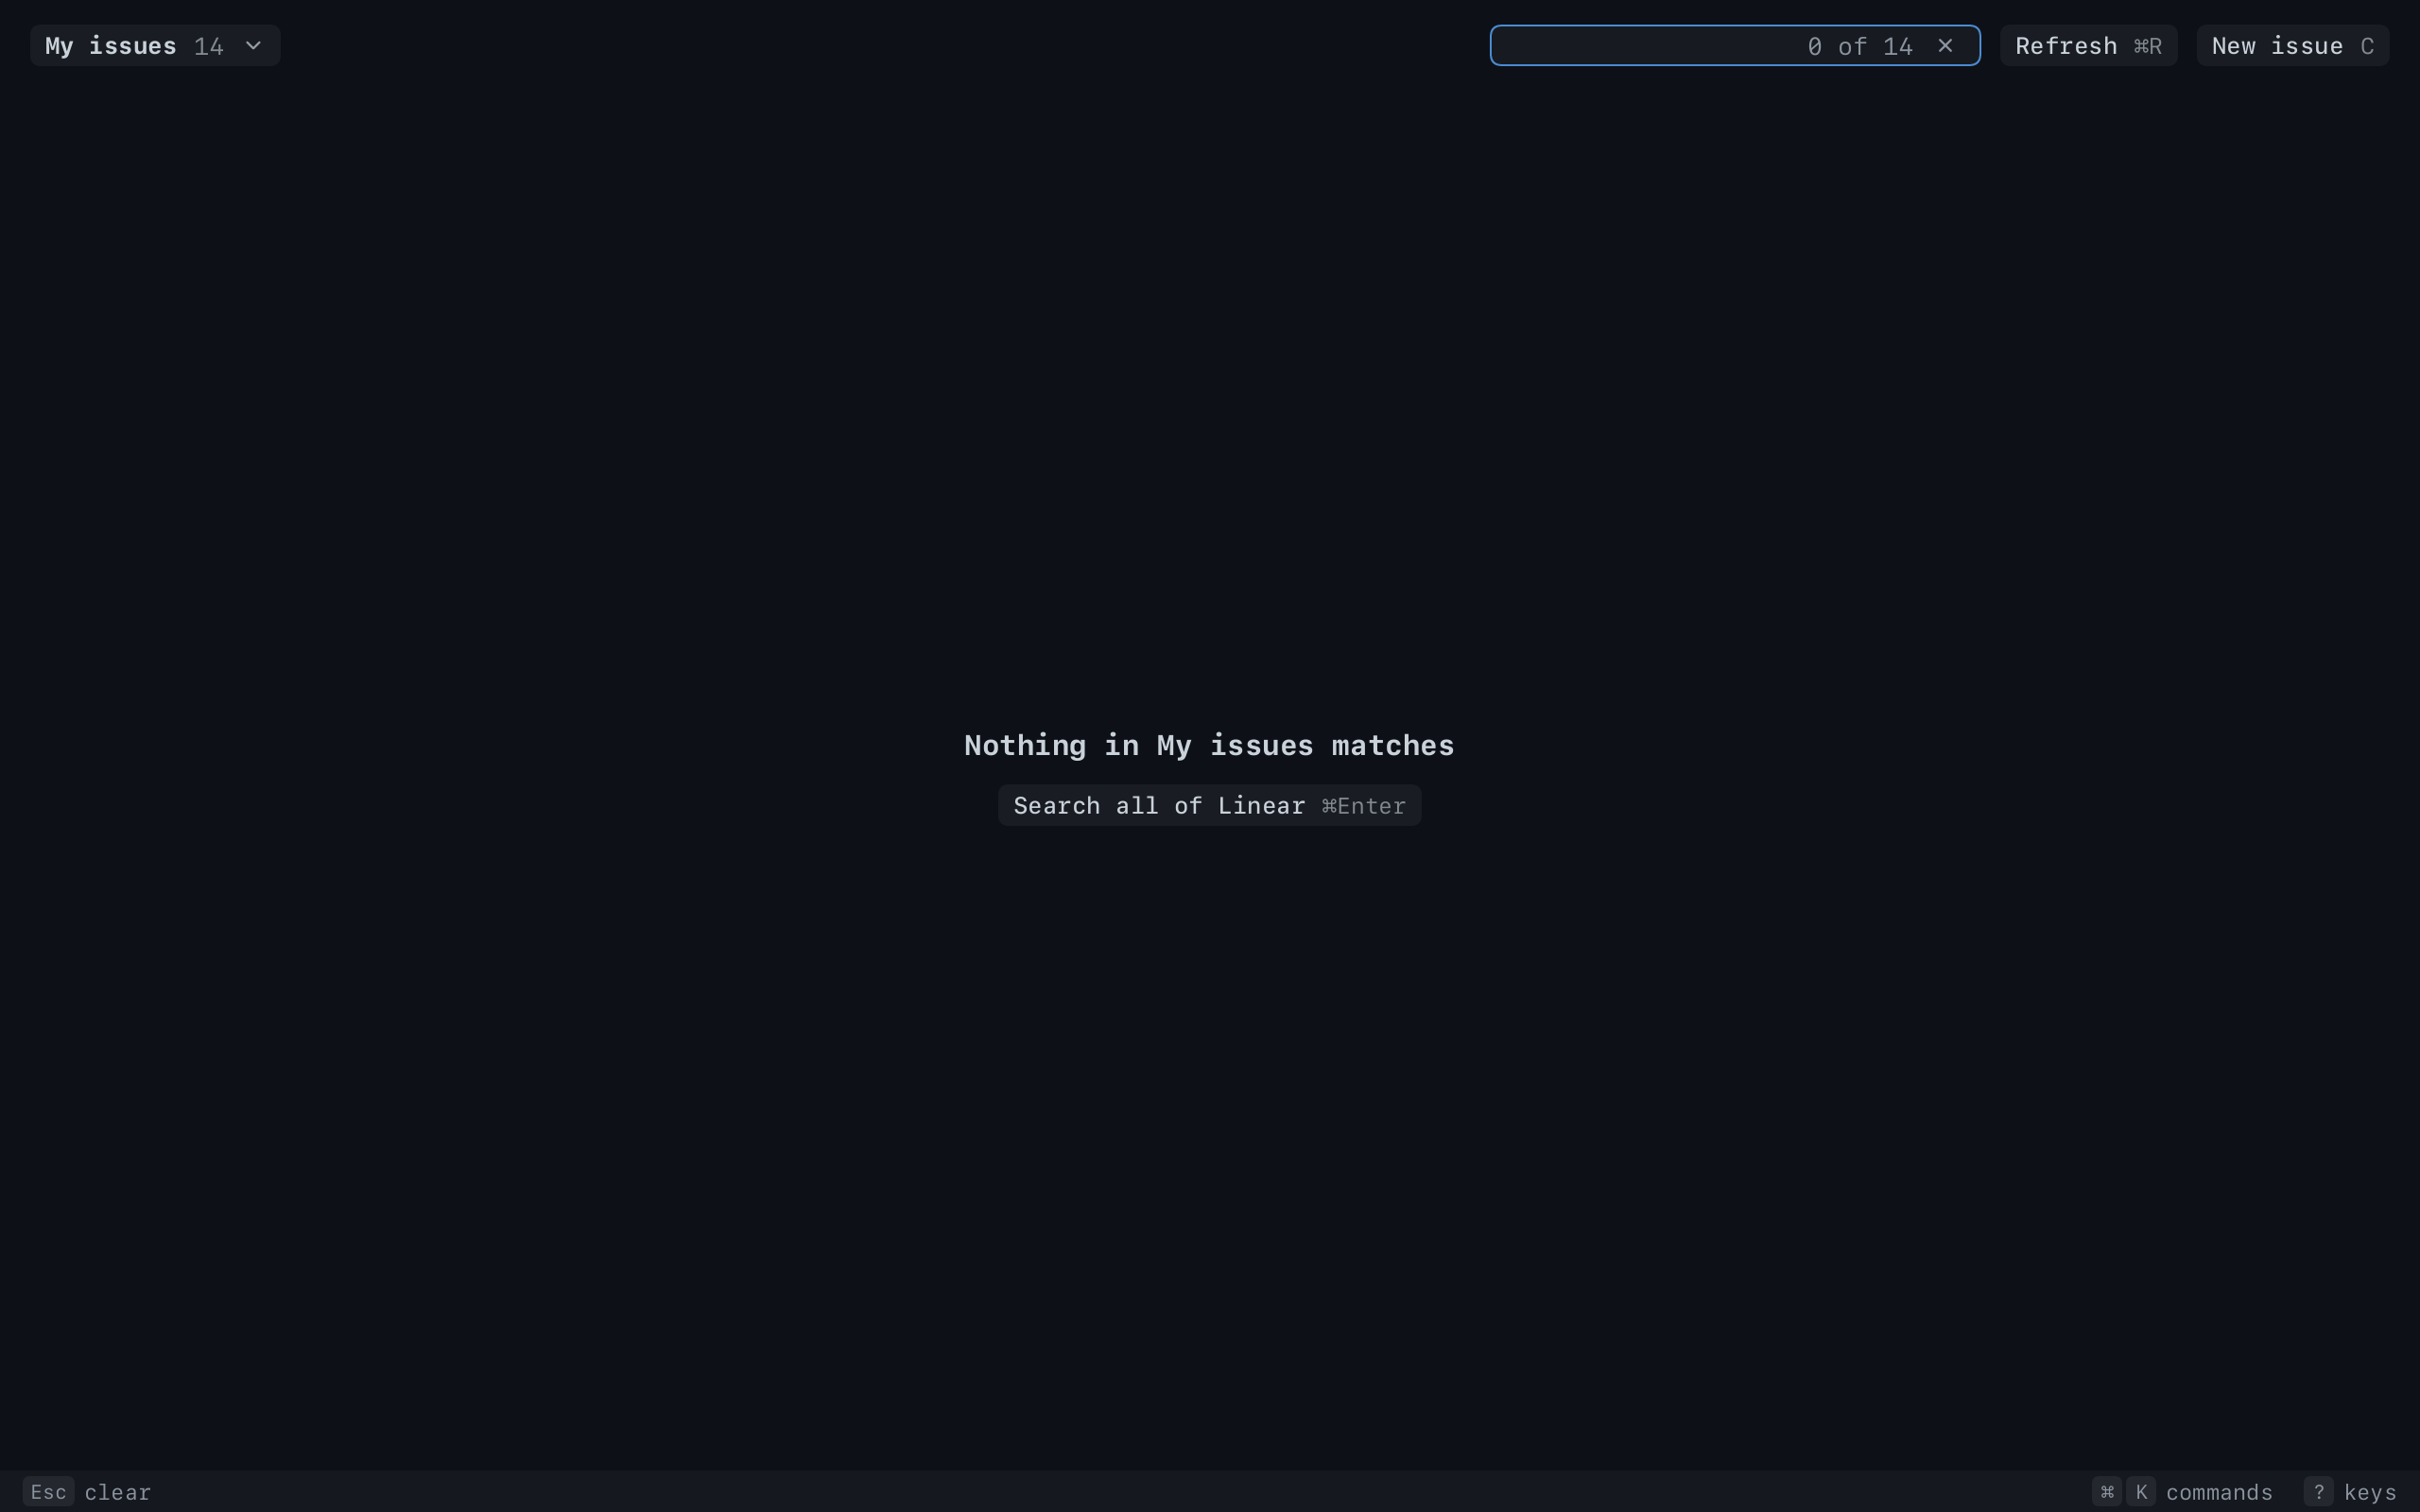 My issues 14
0 of 14 ×
Refresh ⌘R
New issue C
Nothing in My issues matches
Search all of Linear ⌘Enter
Esc clear
⌘ K commands
? keys